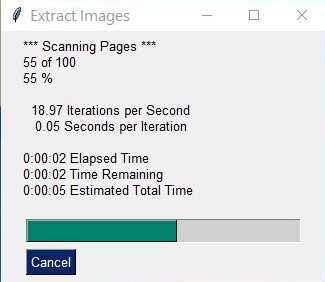 Extract Images
*** Scanning Pages ***
55 of 100
55 %
18.97 Iterations per Second
0.05 Seconds per Iteration
0:00:02 Elapsed Time
0:00:02 Time Remaining
0:00:05 Estimated Total Time
Cancel